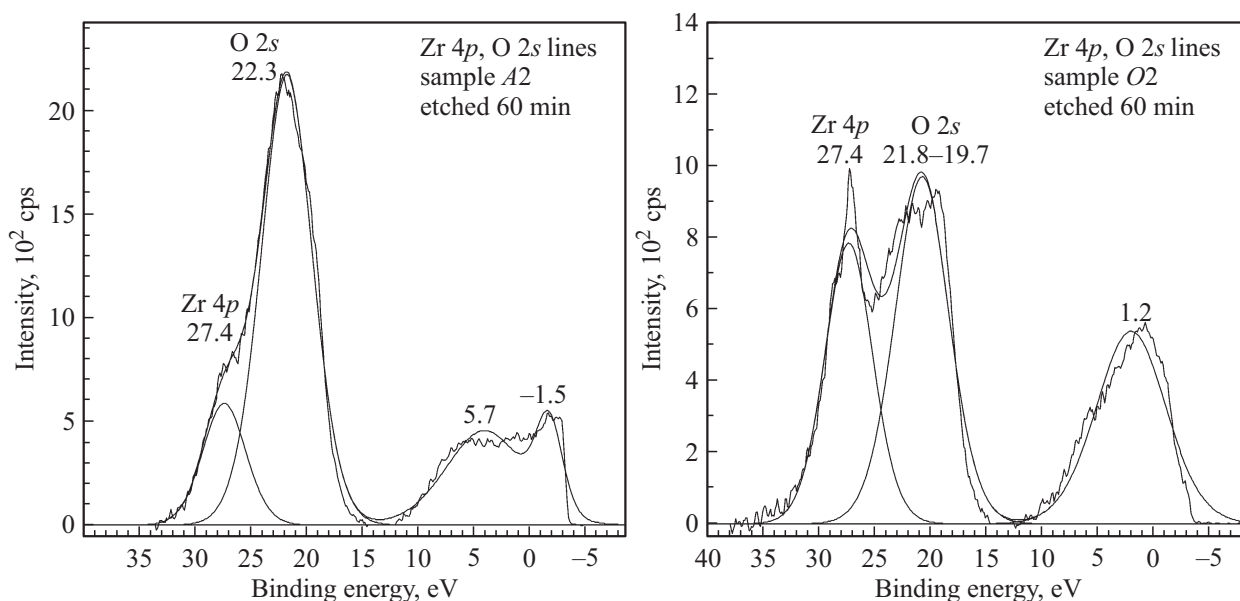 O 2s
22.3
Zr 4p, O 2s lines
sample A2
etched 60 min
Zr 4p
27.4
5.7
–1.5
Intensity, 10² cps
20
15
10
5
0
35 30 25 20 15 10 5 0 –5
Binding energy, eV
Zr 4p, O 2s lines
sample O2
etched 60 min
Zr 4p
27.4
O 2s
21.8–19.7
1.2
Intensity, 10² cps
14
12
10
8
6
4
2
0
40 35 30 25 20 15 10 5 0 –5
Binding energy, eV